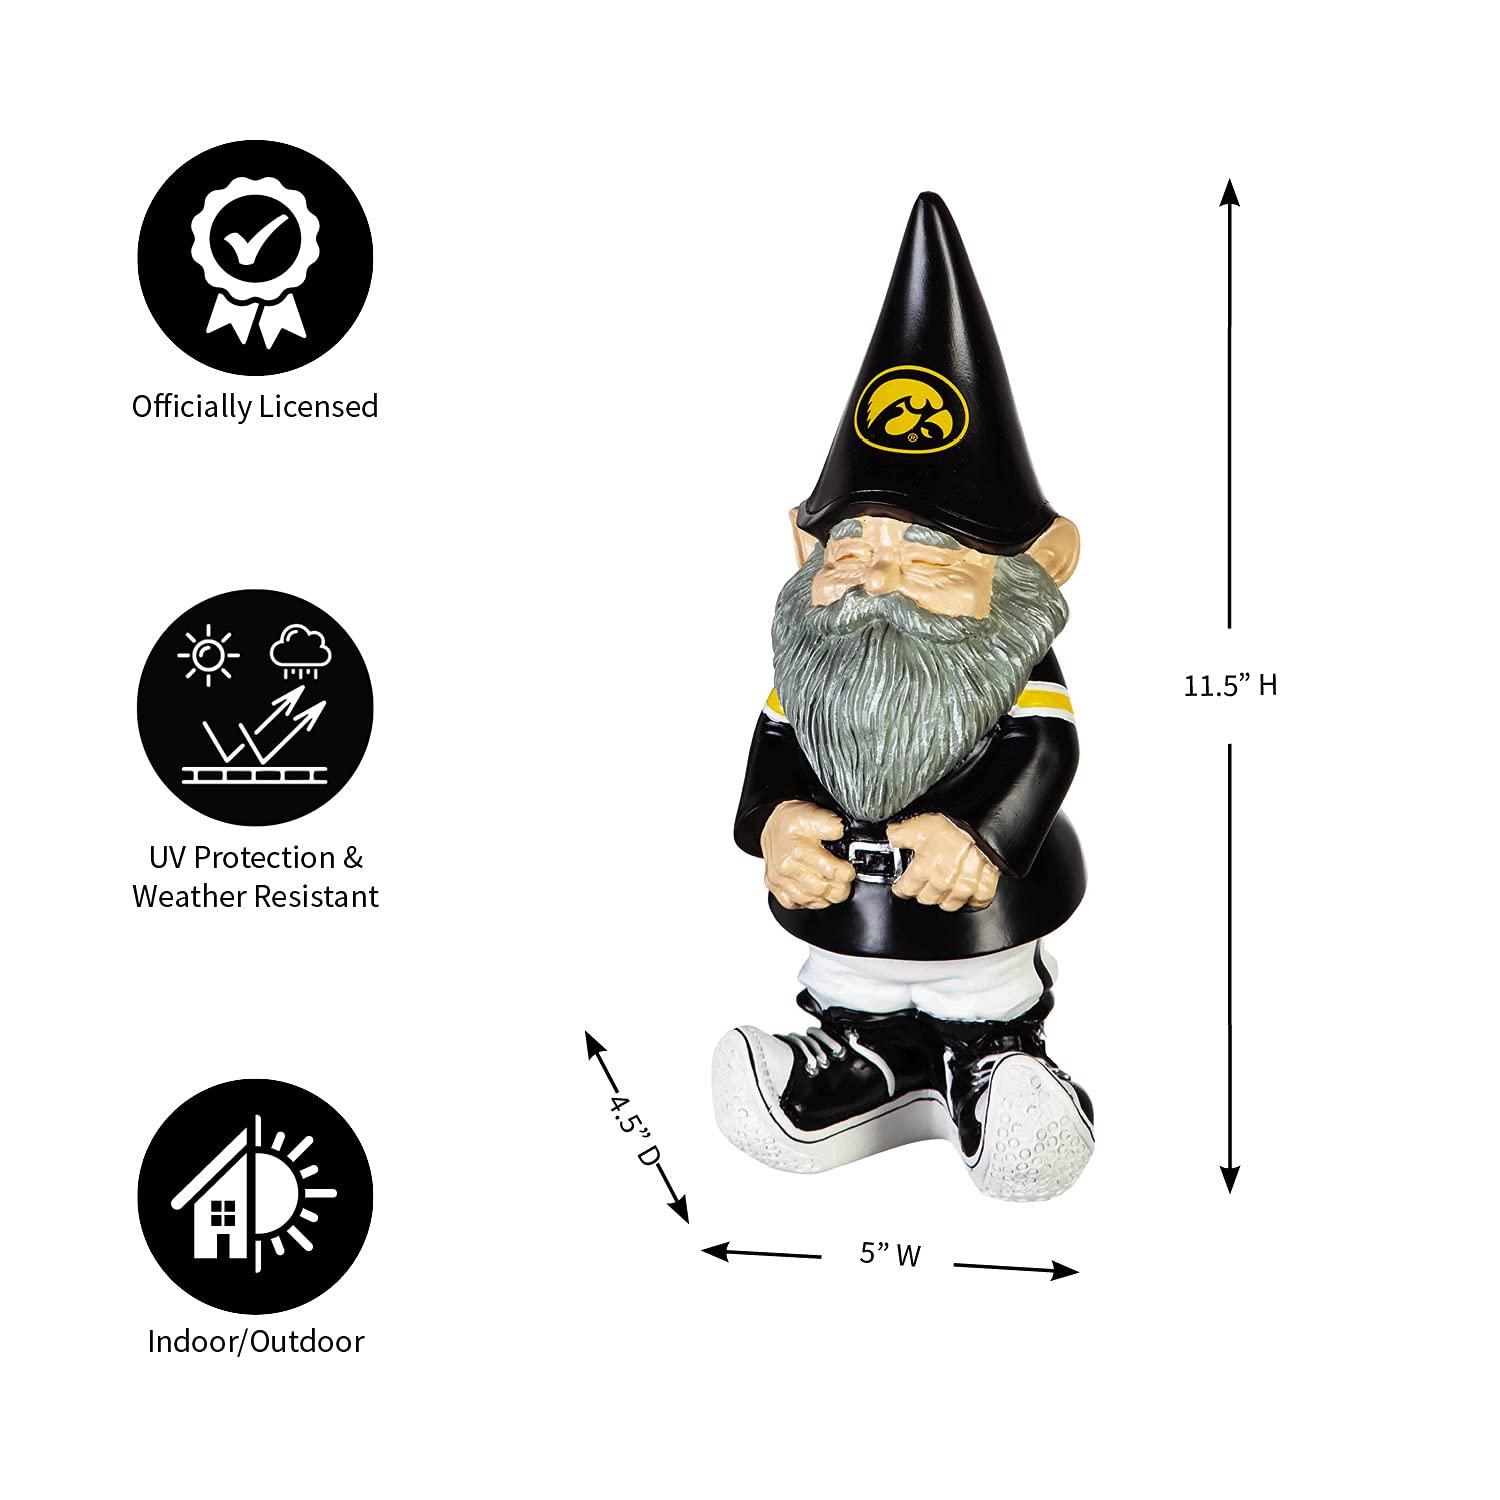 Officially Licensed
UV Protection &
Weather Resistant
Indoor/Outdoor
®
11.5” H
4.5” D
5” W